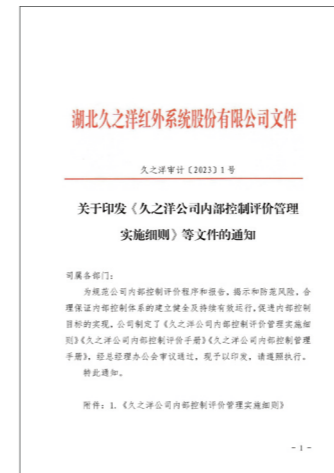 湖北久之洋红外系统股份有限公司文件
久之洋审计〔2023〕1号
关于印发《久之洋公司内部控制评价管理
实施细则》等文件的通知
司属各部门：
为规范公司内部控制评价程序和报告，揭示和防范风险，合
理保证内部控制体系的建立健全及持续有效运行，促进内部控制
目标的实现，公司制定了《久之洋公司内部控制评价管理实施细
则》《久之洋公司内部控制评价手册》《久之洋公司内部控制管理
手册》，经总经理办公会审议通过，现予以印发，请遵照执行。
特此通知。
附件：1.《久之洋公司内部控制评价管理实施细则》
- 1 -